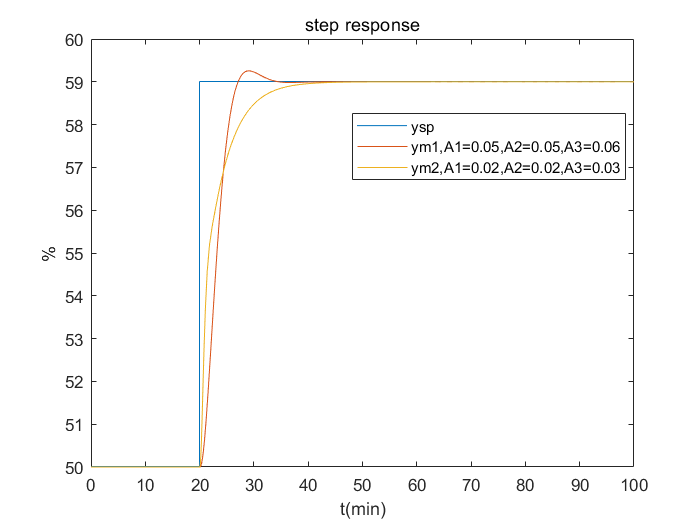 step response
60
59
58
57
56
55
54
53
52
51
50
%
ysp
ym1,A1=0.05,A2=0.05,A3=0.06
ym2,A1=0.02,A2=0.02,A3=0.03
0 10 20 30 40 50 60 70 80 90 100
t(min)